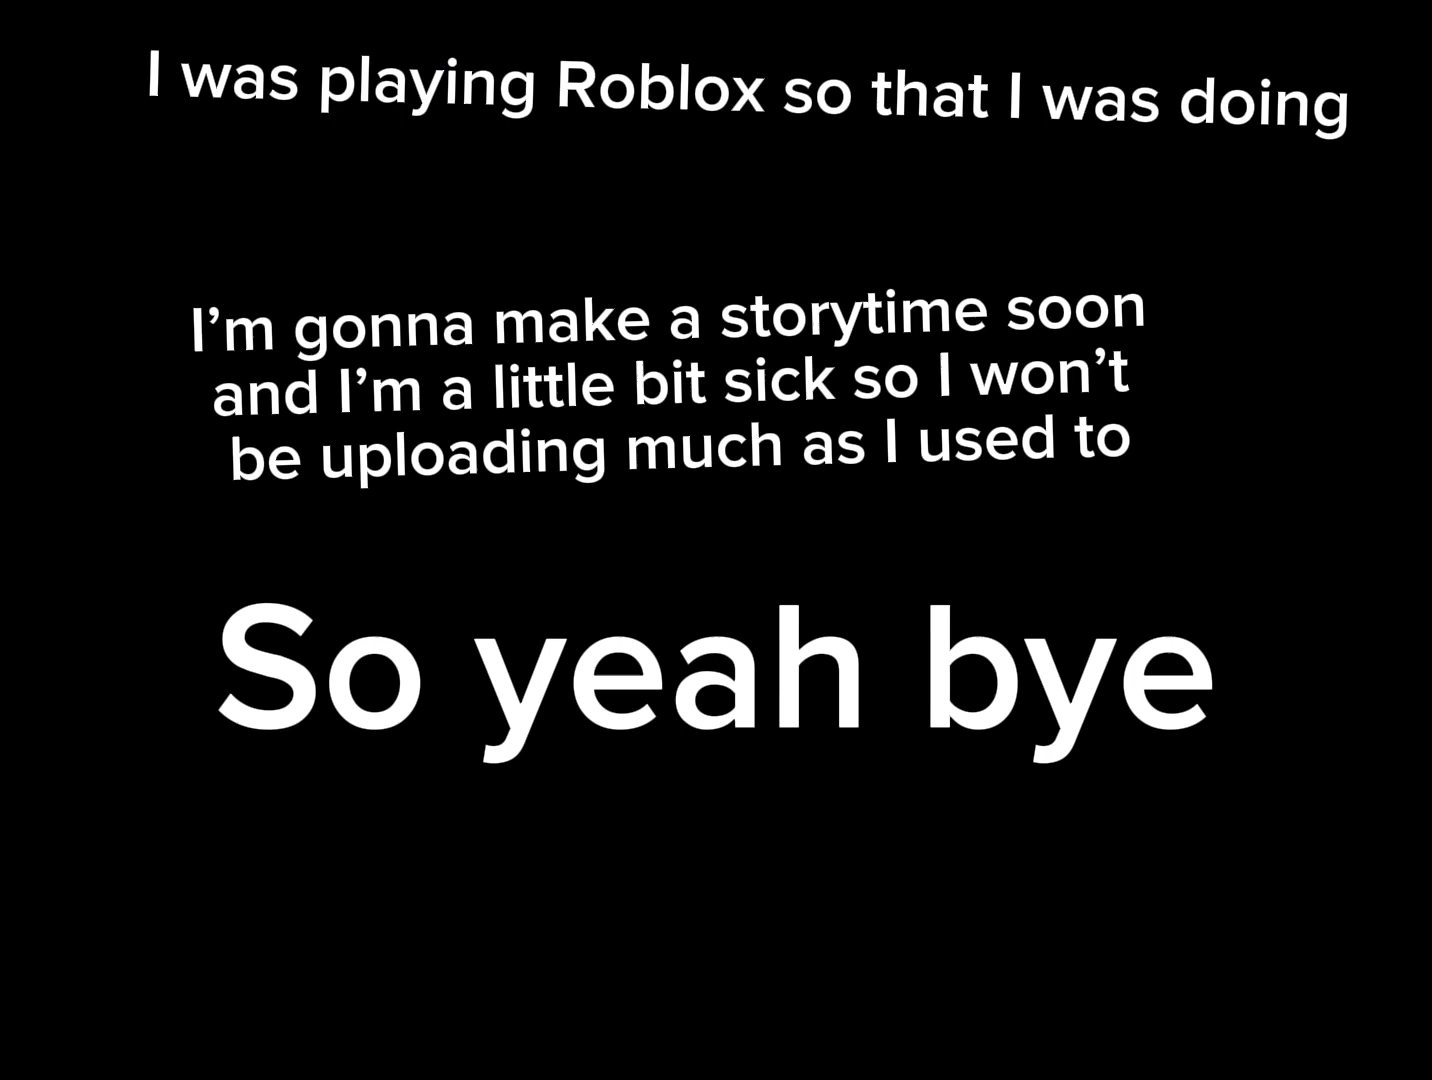 I was playing Roblox so that I was doing
I’m gonna make a storytime soon
and I’m a little bit sick so I won’t
be uploading much as I used to
So yeah bye